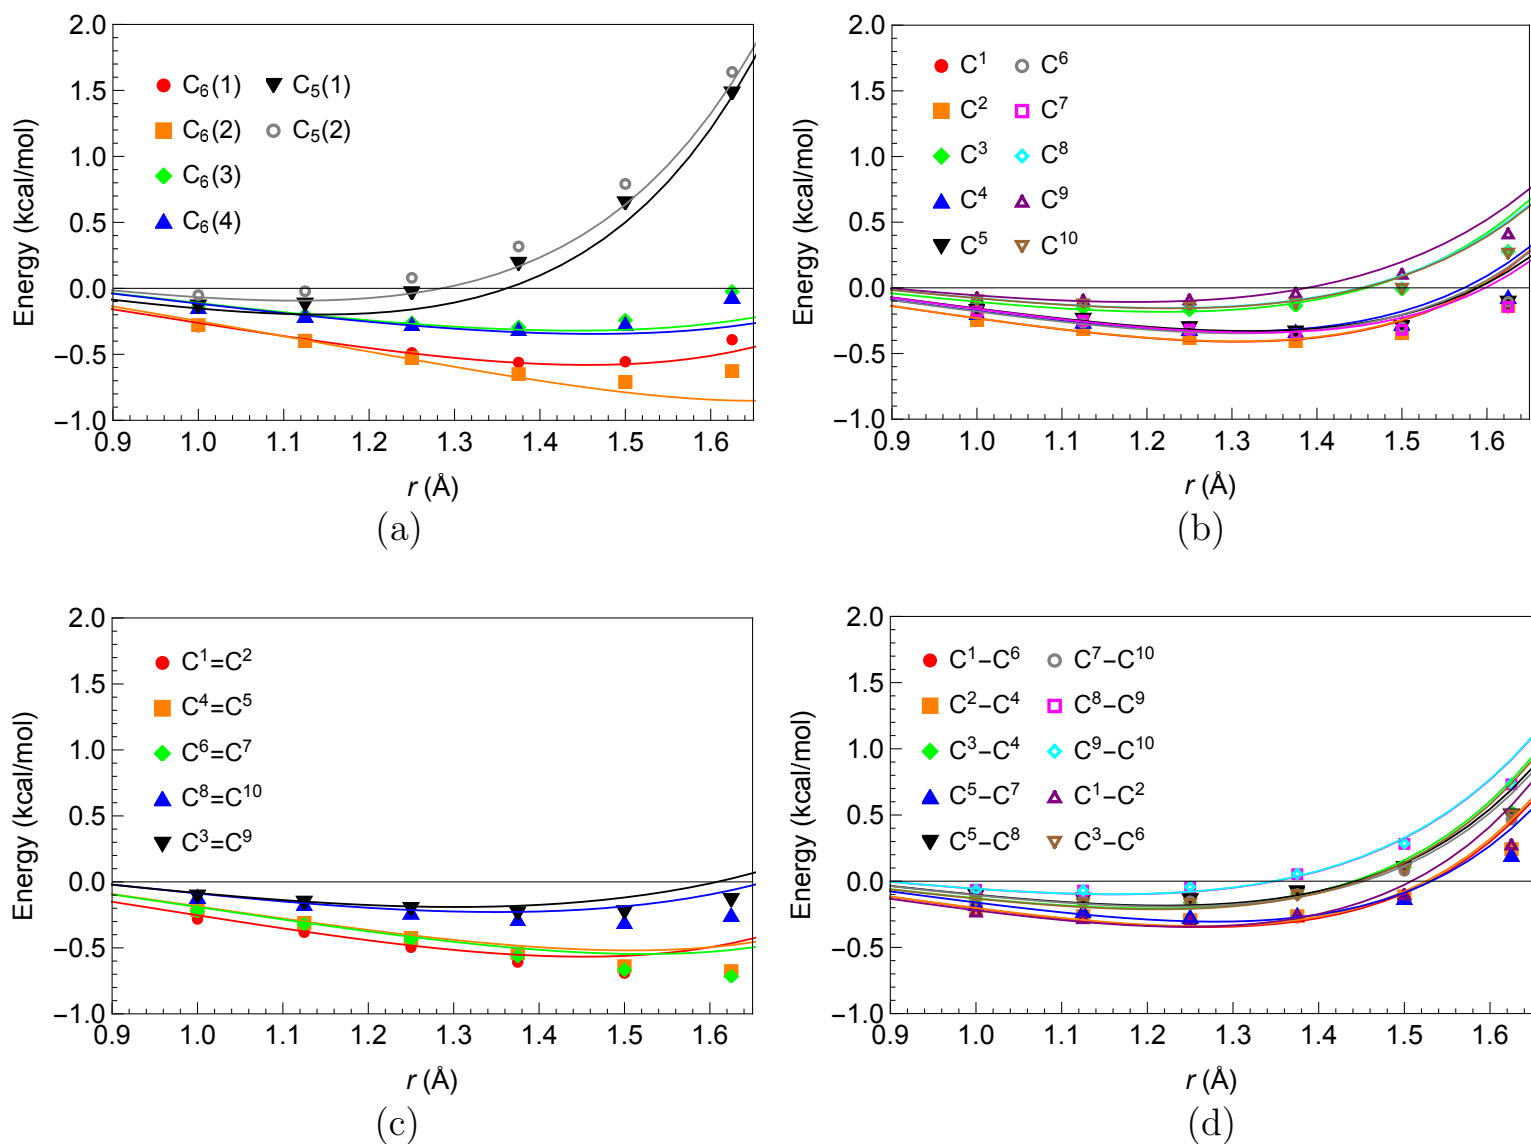 2.0
1.5
1.0
0.5
0.0
−0.5
−1.0
Energy (kcal/mol)
C₆(1) C₅(1)
C₆(2) C₅(2)
C₆(3)
C₆(4)
0.9 1.0 1.1 1.2 1.3 1.4 1.5 1.6
r (Å)
(a)
2.0
1.5
1.0
0.5
0.0
−0.5
−1.0
Energy (kcal/mol)
C¹ C⁶
C² C⁷
C³ C⁸
C⁴ C⁹
C⁵ C¹⁰
0.9 1.0 1.1 1.2 1.3 1.4 1.5 1.6
r (Å)
(b)
2.0
1.5
1.0
0.5
0.0
−0.5
−1.0
Energy (kcal/mol)
C¹=C²
C⁴=C⁵
C⁶=C⁷
C⁸=C¹⁰
C³=C⁹
0.9 1.0 1.1 1.2 1.3 1.4 1.5 1.6
r (Å)
(c)
2.0
1.5
1.0
0.5
0.0
−0.5
−1.0
Energy (kcal/mol)
C¹−C⁶ C⁷−C¹⁰
C²−C⁴ C⁸−C⁹
C³−C⁴ C⁹−C¹⁰
C⁵−C⁷ C¹−C²
C⁵−C⁸ C³−C⁶
0.9 1.0 1.1 1.2 1.3 1.4 1.5 1.6
r (Å)
(d)